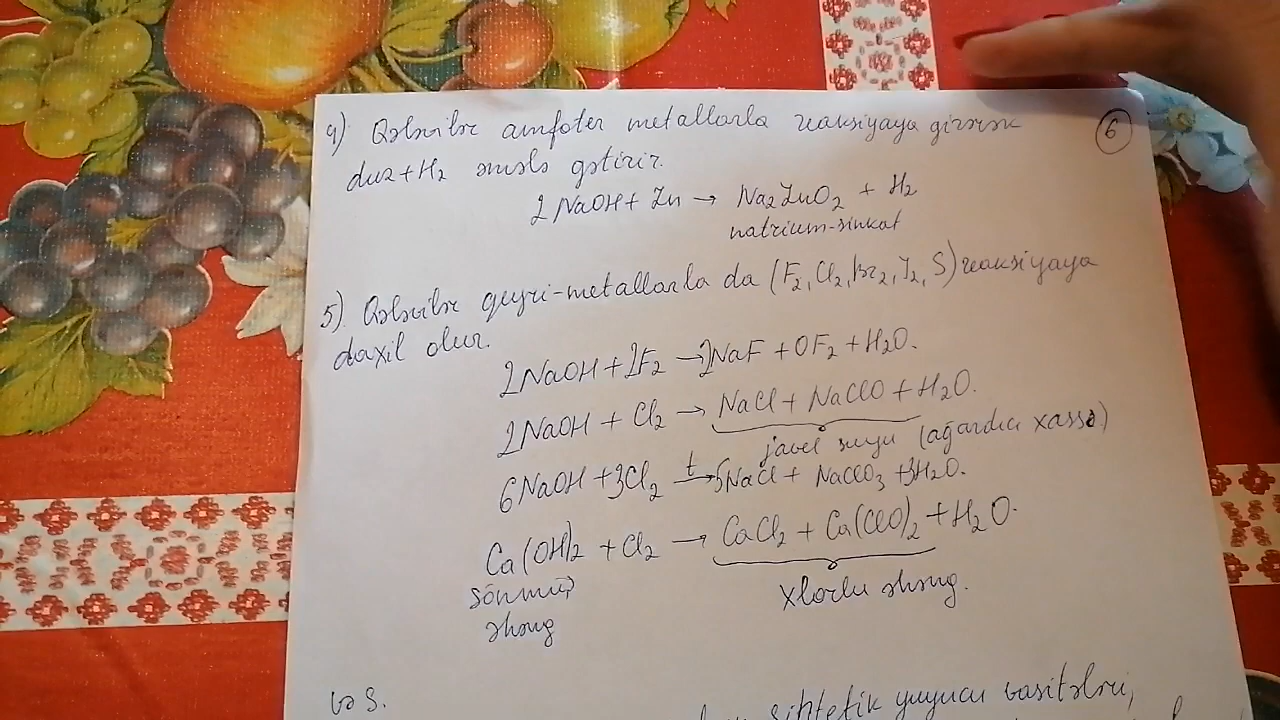 4) Qələvilər amfoter metallarla reaksiyaya girərək
6
duz+H₂ əmələ gətirir.
2NaOH + Zn → Na₂ZnO₂ + H₂
natrium-sinkat
5) Qələvilər qeyri-metallarla da (F₂, Cl₂, Br₂, J₂, S) reaksiyaya
daxil olur.
2NaOH + 2F₂ → 2NaF + OF₂ + H₂O.
2NaOH + Cl₂ → NaCl + NaClO + H₂O.
javel suyu (ağardıcı xassə)
6NaOH + 3Cl₂ t→ 5NaCl + NaClO₃ + 3H₂O.
Ca(OH)₂ + Cl₂ → CaCl₂ + Ca(ClO)₂ + H₂O.
sönmüş
əhəng
xlorlu əhəng.
və s.
sintetik yuyucu vasitələri,